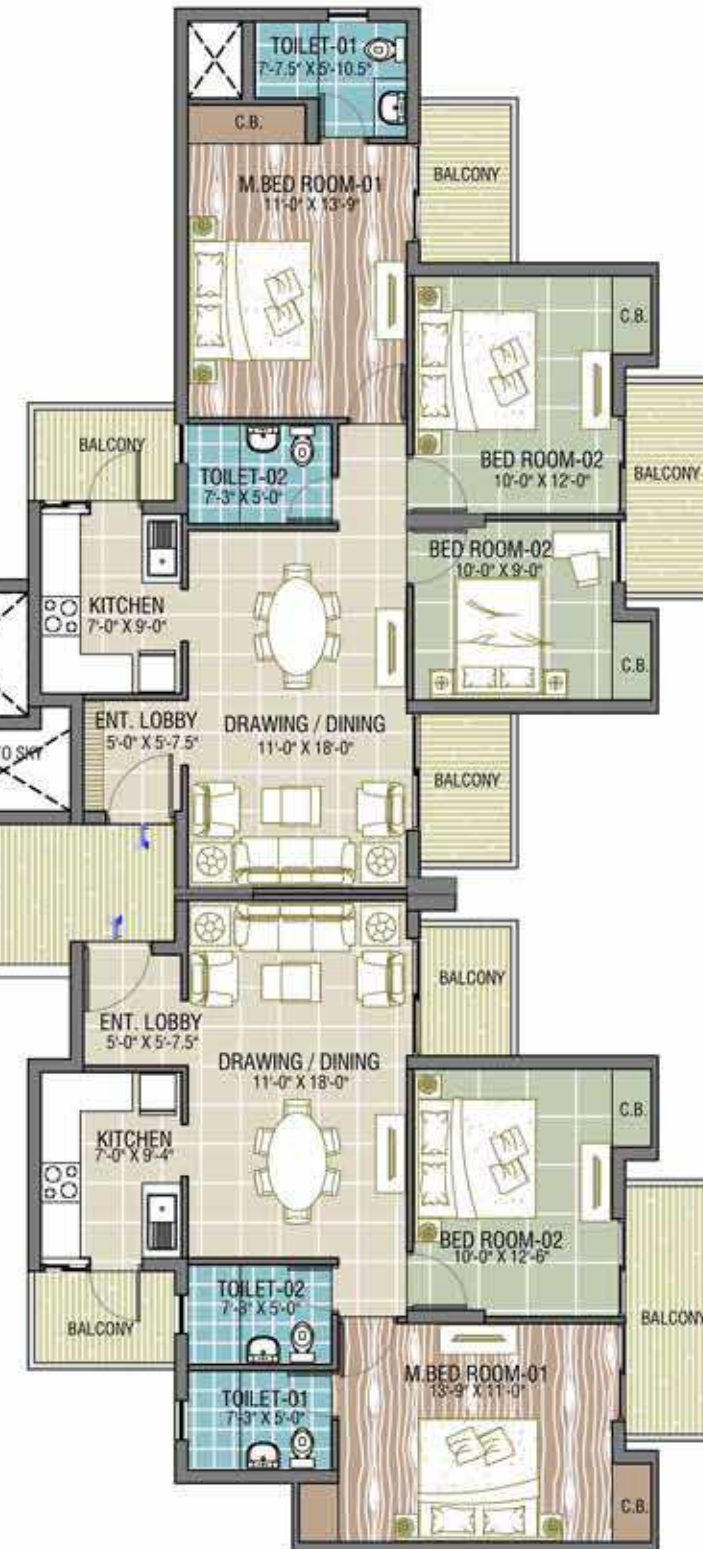 TOILET-01
7'-7.5" X 5'-10.5"
C.B.
M.BED ROOM-01
11'-0" X 13'-9"
BALCONY
C.B.
BALCONY
TOILET-02
7'-3" X 5'-0"
BED ROOM-02
10'-0" X 12'-0"
BALCONY
BED ROOM-02
10'-0" X 9'-0"
KITCHEN
7'-0" X 9'-0"
C.B.
ENT. LOBBY
5'-0" X 5'-7.5"
DRAWING / DINING
11'-0" X 18'-0"
TO SKY
BALCONY
BALCONY
ENT. LOBBY
5'-0" X 5'-7.5"
DRAWING / DINING
11'-0" X 18'-0"
C.B.
KITCHEN
7'-0" X 9'-4"
BED ROOM-02
10'-0" X 12'-6"
TOILET-02
7'-3" X 5'-0"
BALCONY
BALCONY
M.BED ROOM-01
13'-9" X 11'-0"
TOILET-01
7'-3" X 5'-0"
C.B.